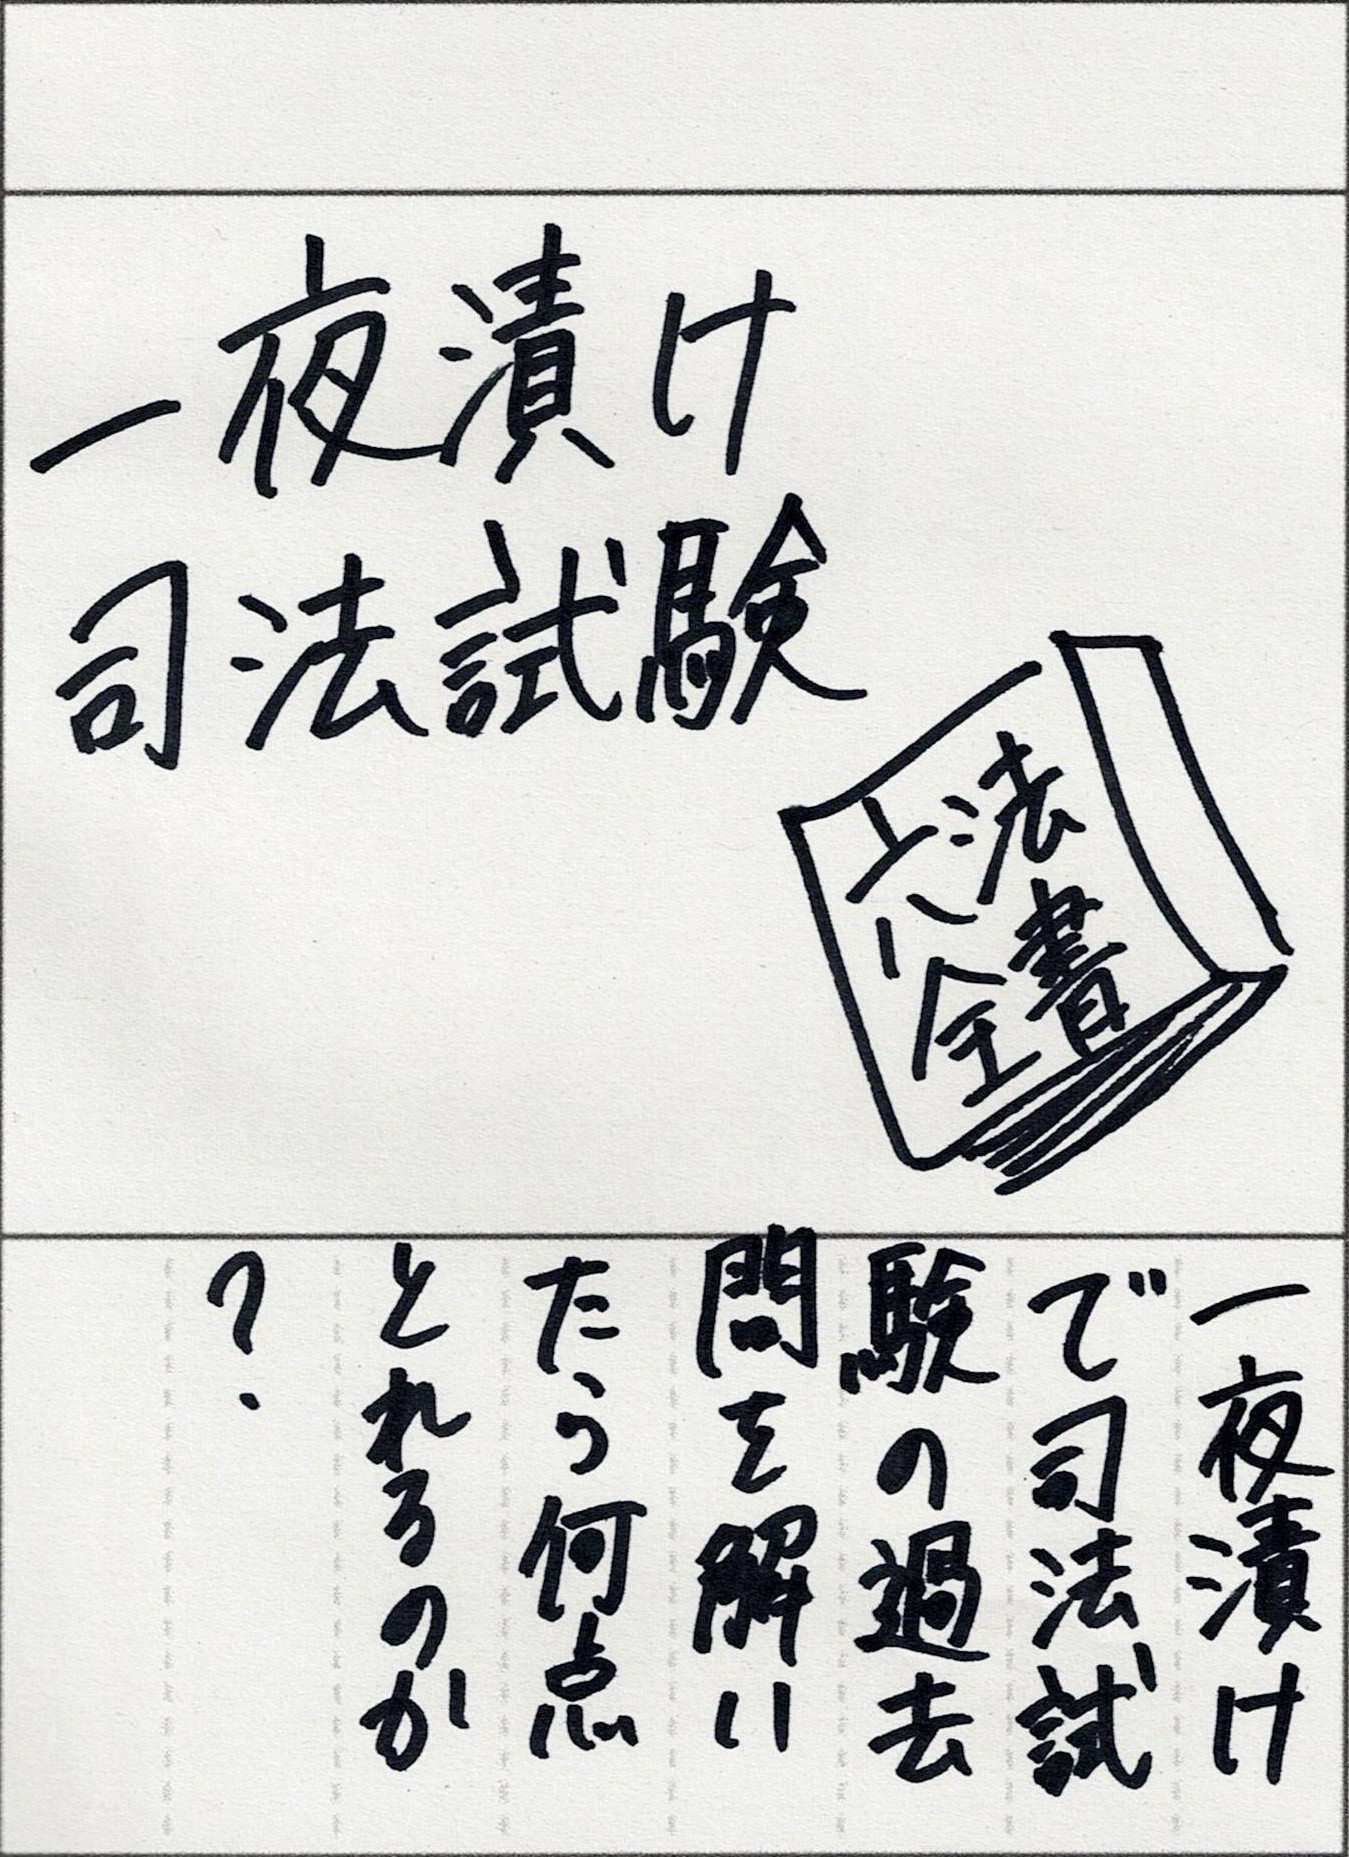 一夜漬け
司法試験
六法
全書
一夜漬け
で司法試
験の過去
問を解い
たら何点
とれるのか
？